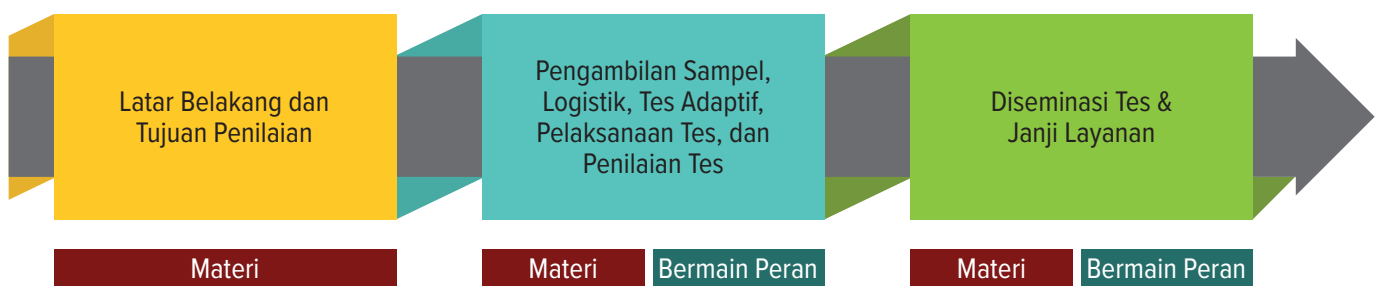 Latar Belakang dan
Tujuan Penilaian
Pengambilan Sampel,
Logistik, Tes Adaptif,
Pelaksanaan Tes, dan
Penilaian Tes
Diseminasi Tes &
Janji Layanan
Materi
Materi
Bermain Peran
Materi
Bermain Peran